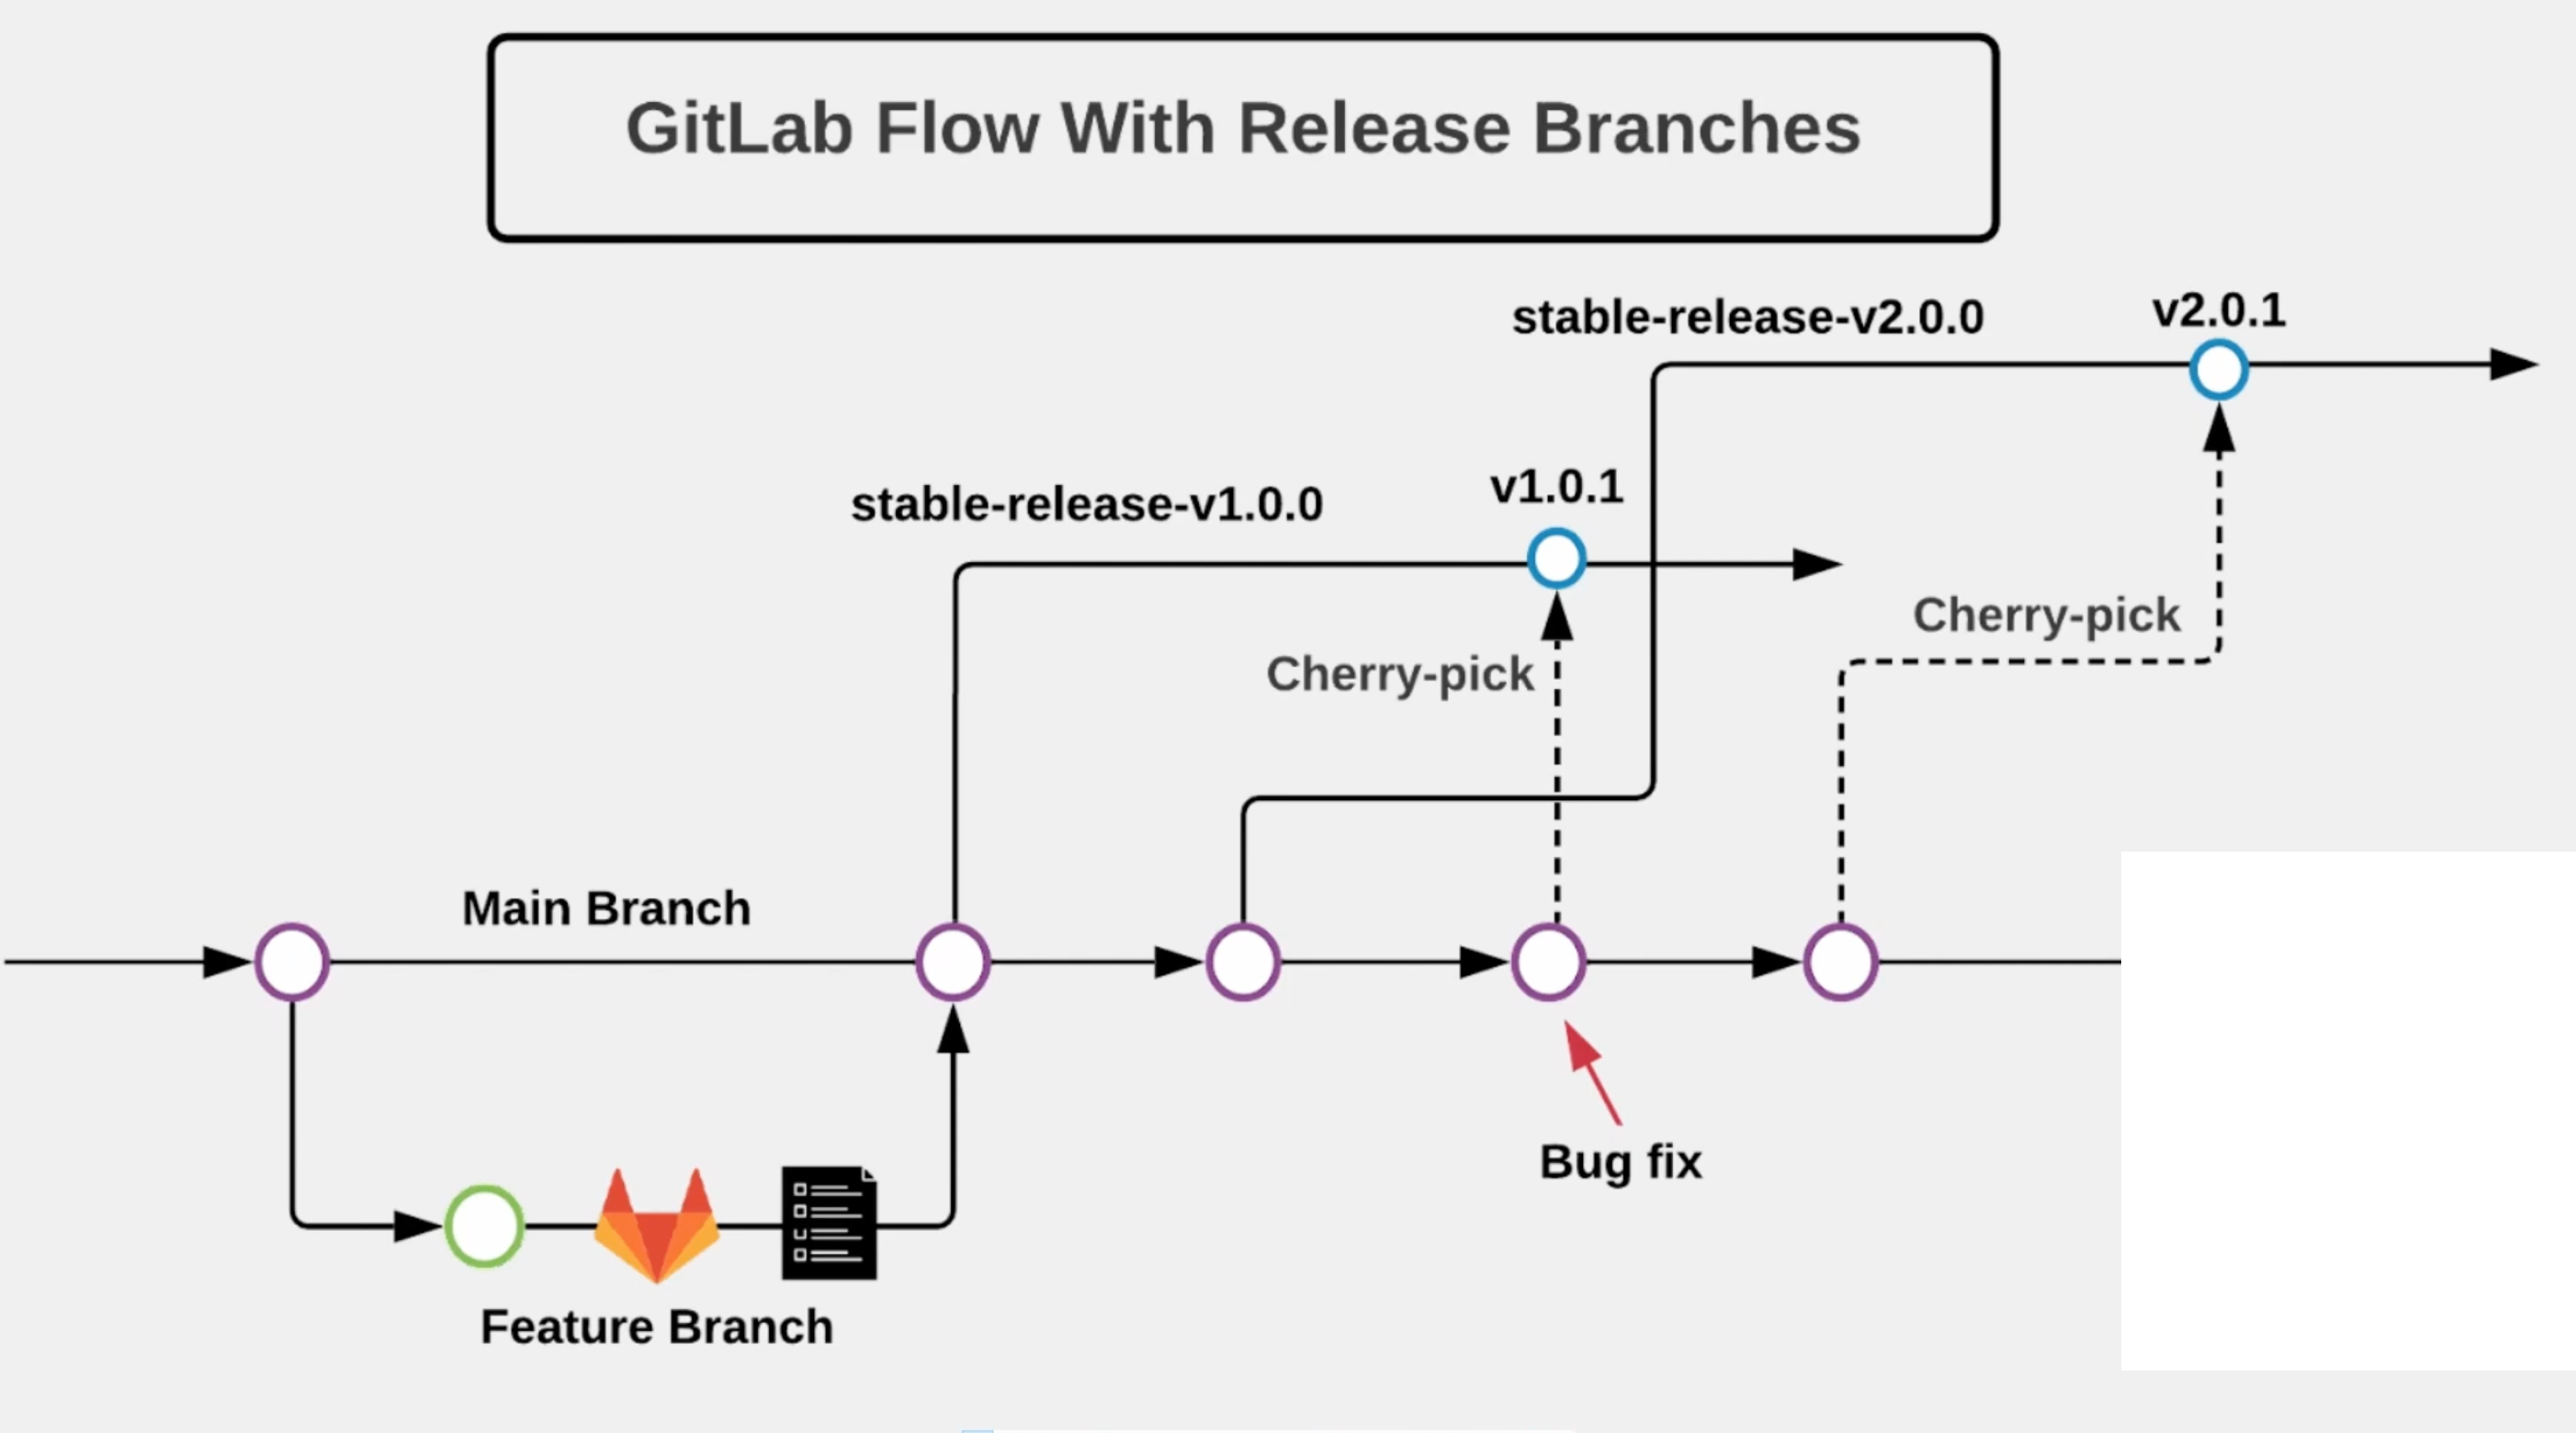 GitLab Flow With Release Branches
stable-release-v2.0.0
v2.0.1
stable-release-v1.0.0
v1.0.1
Cherry-pick
Cherry-pick
Main Branch
Bug fix
Feature Branch